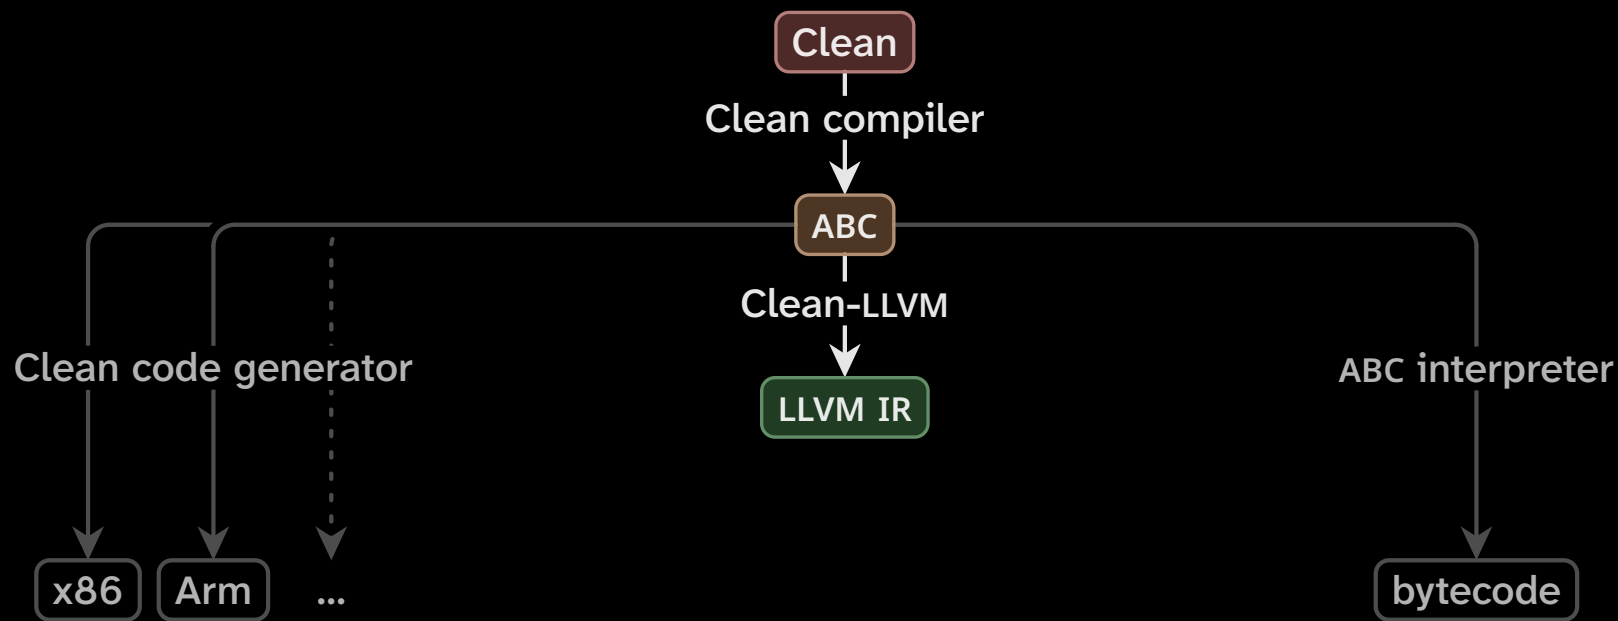 Clean
Clean compiler
ABC
Clean-LLVM
Clean code generator
ABC interpreter
LLVM IR
x86
Arm
...
bytecode